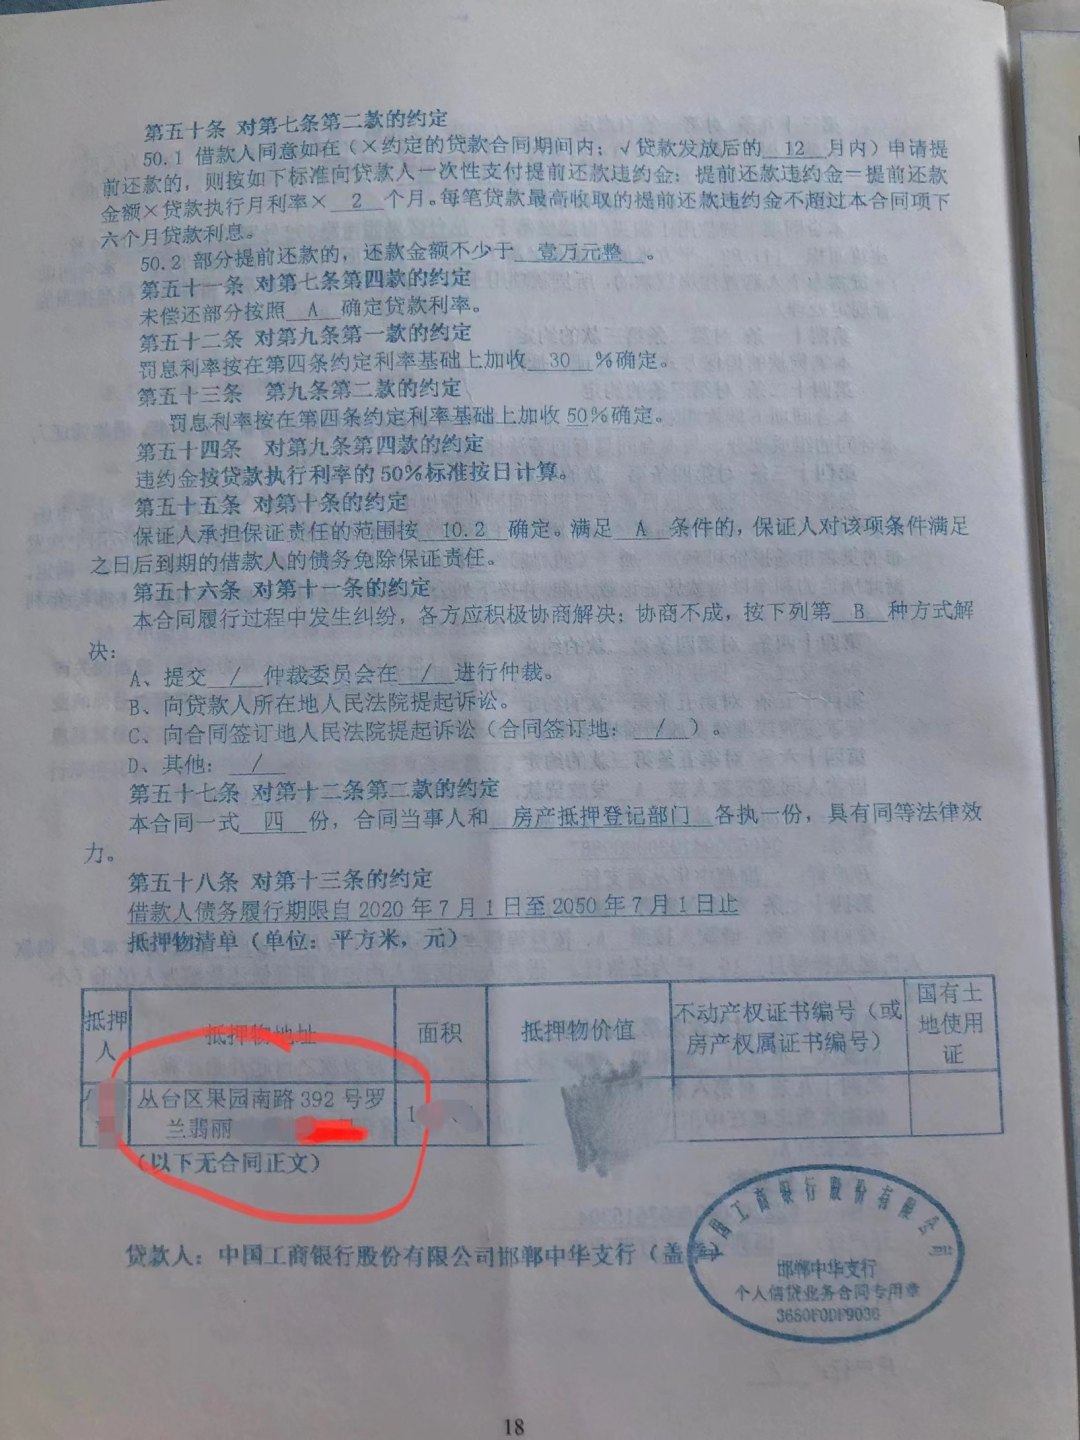 第五十条 对第七条第二款的约定
50.1 借款人同意如在（×约定的贷款合同期间内；√贷款发放后的 12 月内）申请提
前还款的，则按如下标准向贷款人一次性支付提前还款违约金：提前还款违约金＝提前还款
金额×贷款执行月利率× 2 个月。每笔贷款最高收取的提前还款违约金不超过本合同项下
六个月贷款利息。
50.2 部分提前还款的，还款金额不少于 壹万元整 。
第五十一条 对第七条第四款的约定
未偿还部分按照 A 确定贷款利率。
第五十二条 对第九条第一款的约定
罚息利率按在第四条约定利率基础上加收 30 %确定。
第五十三条 第九条第二款的约定
罚息利率按在第四条约定利率基础上加收 50%确定。
第五十四条 对第九条第四款的约定
违约金按贷款执行利率的 50%标准按日计算。
第五十五条 对第十条的约定
保证人承担保证责任的范围按 10.2 确定。满足 A 条件的，保证人对该项条件满足
之日后到期的借款人的债务免除保证责任。
第五十六条 对第十一条的约定
本合同履行过程中发生纠纷，各方应积极协商解决；协商不成，按下列第 B 种方式解
决：
A、提交 / 仲裁委员会在 / 进行仲裁。
B、向贷款人所在地人民法院提起诉讼。
C、向合同签订地人民法院提起诉讼（合同签订地： / ）。
D、其他： /
第五十七条 对第十二条第二款的约定
本合同一式 四 份，合同当事人和 房产抵押登记部门 各执一份，具有同等法律效
力。
第五十八条 对第十三条的约定
借款人债务履行期限自 2020 年 7 月 1 日至 2050 年 7 月 1 日止
抵押物清单（单位：平方米，元）
抵押人 抵押物地址 面积 抵押物价值 不动产权证书编号（或房产权属证书编号） 国有土地使用证
丛台区果园南路 392 号罗
兰翡丽
1
（以下无合同正文）
贷款人：中国工商银行股份有限公司邯郸中华支行（盖章
中国工商银行股份有限公司
邯郸中华支行
个人信贷业务合同专用章
36S0F0DF9036
18